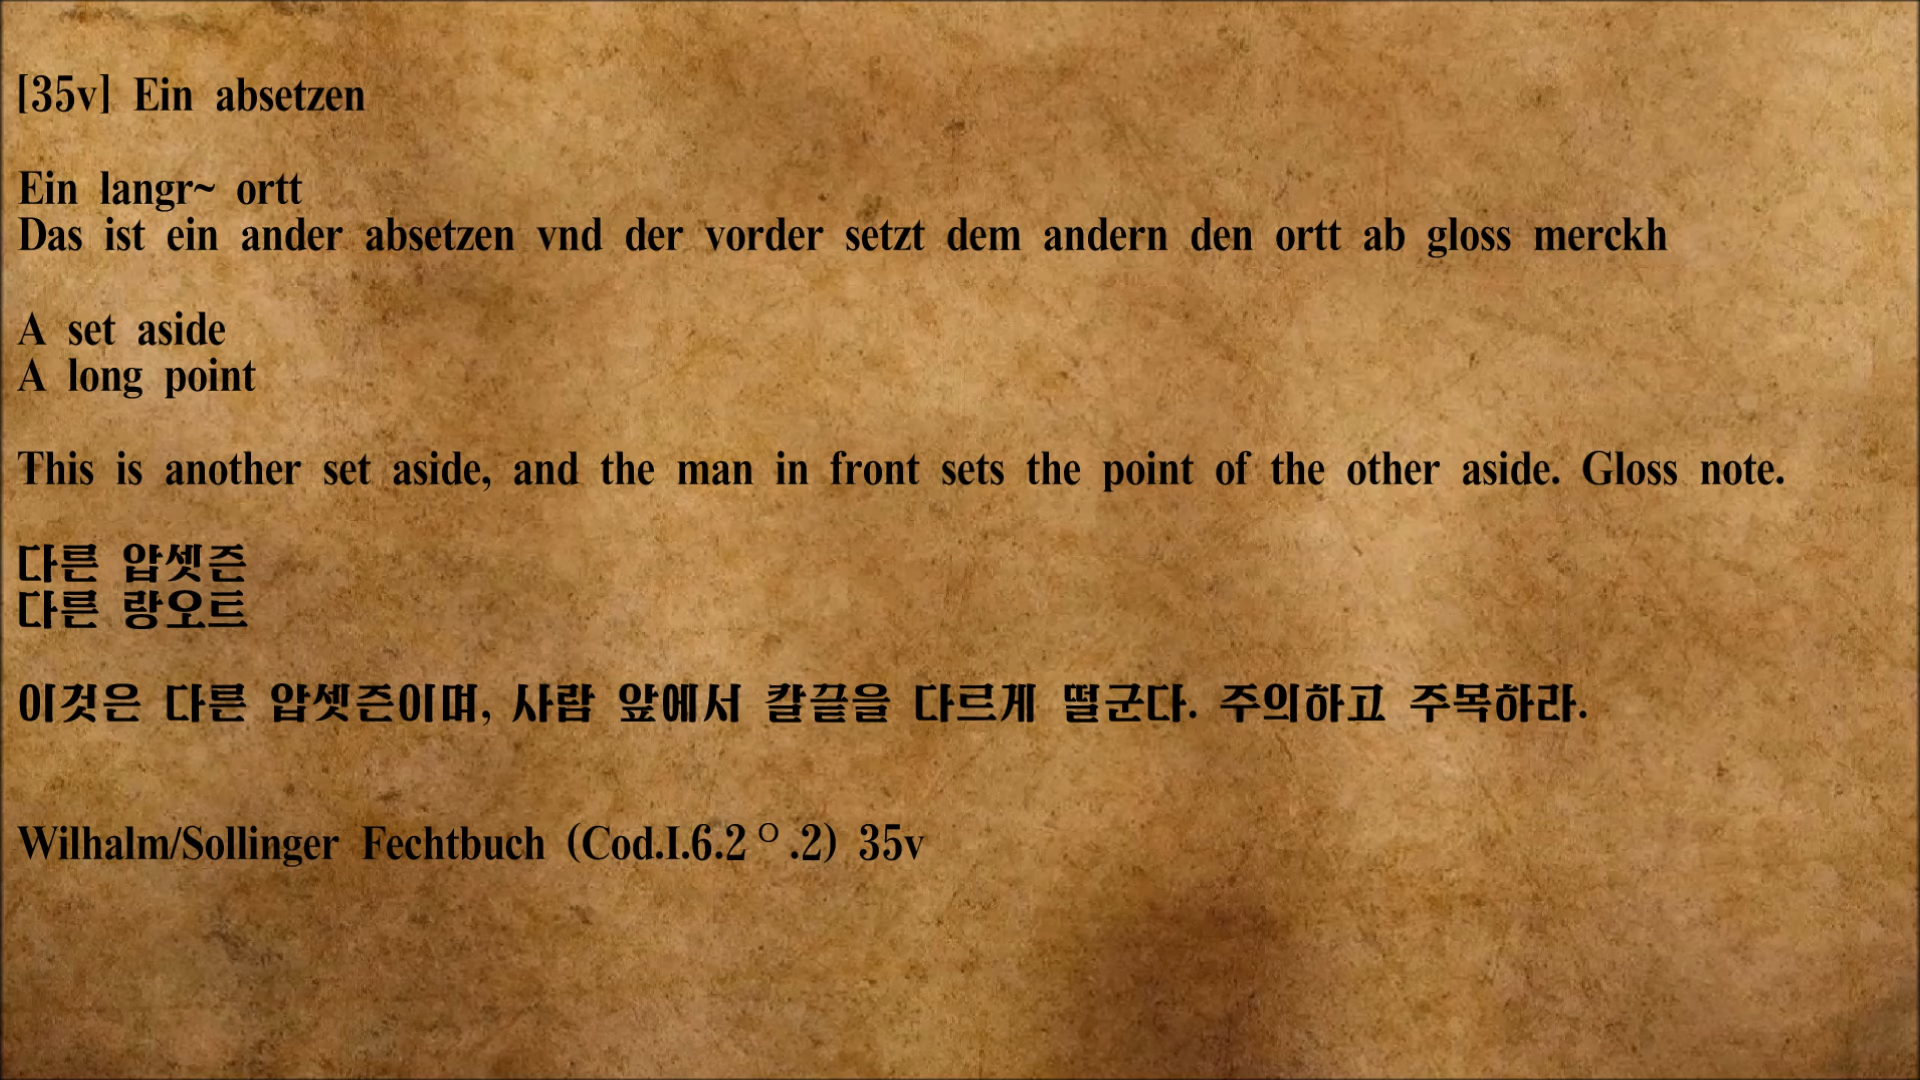 [35v] Ein absetzen
Ein langr~ ortt
Das ist ein ander absetzen vnd der vorder setzt dem andern den ortt ab gloss merckh
A set aside
A long point
This is another set aside, and the man in front sets the point of the other aside. Gloss note.
다른 압셋즌
다른 랑오트
이것은 다른 압셋즌이며, 사람 앞에서 칼끝을 다르게 떨군다. 주의하고 주목하라.
Wilhalm/Sollinger Fechtbuch (Cod.I.6.2º.2) 35v